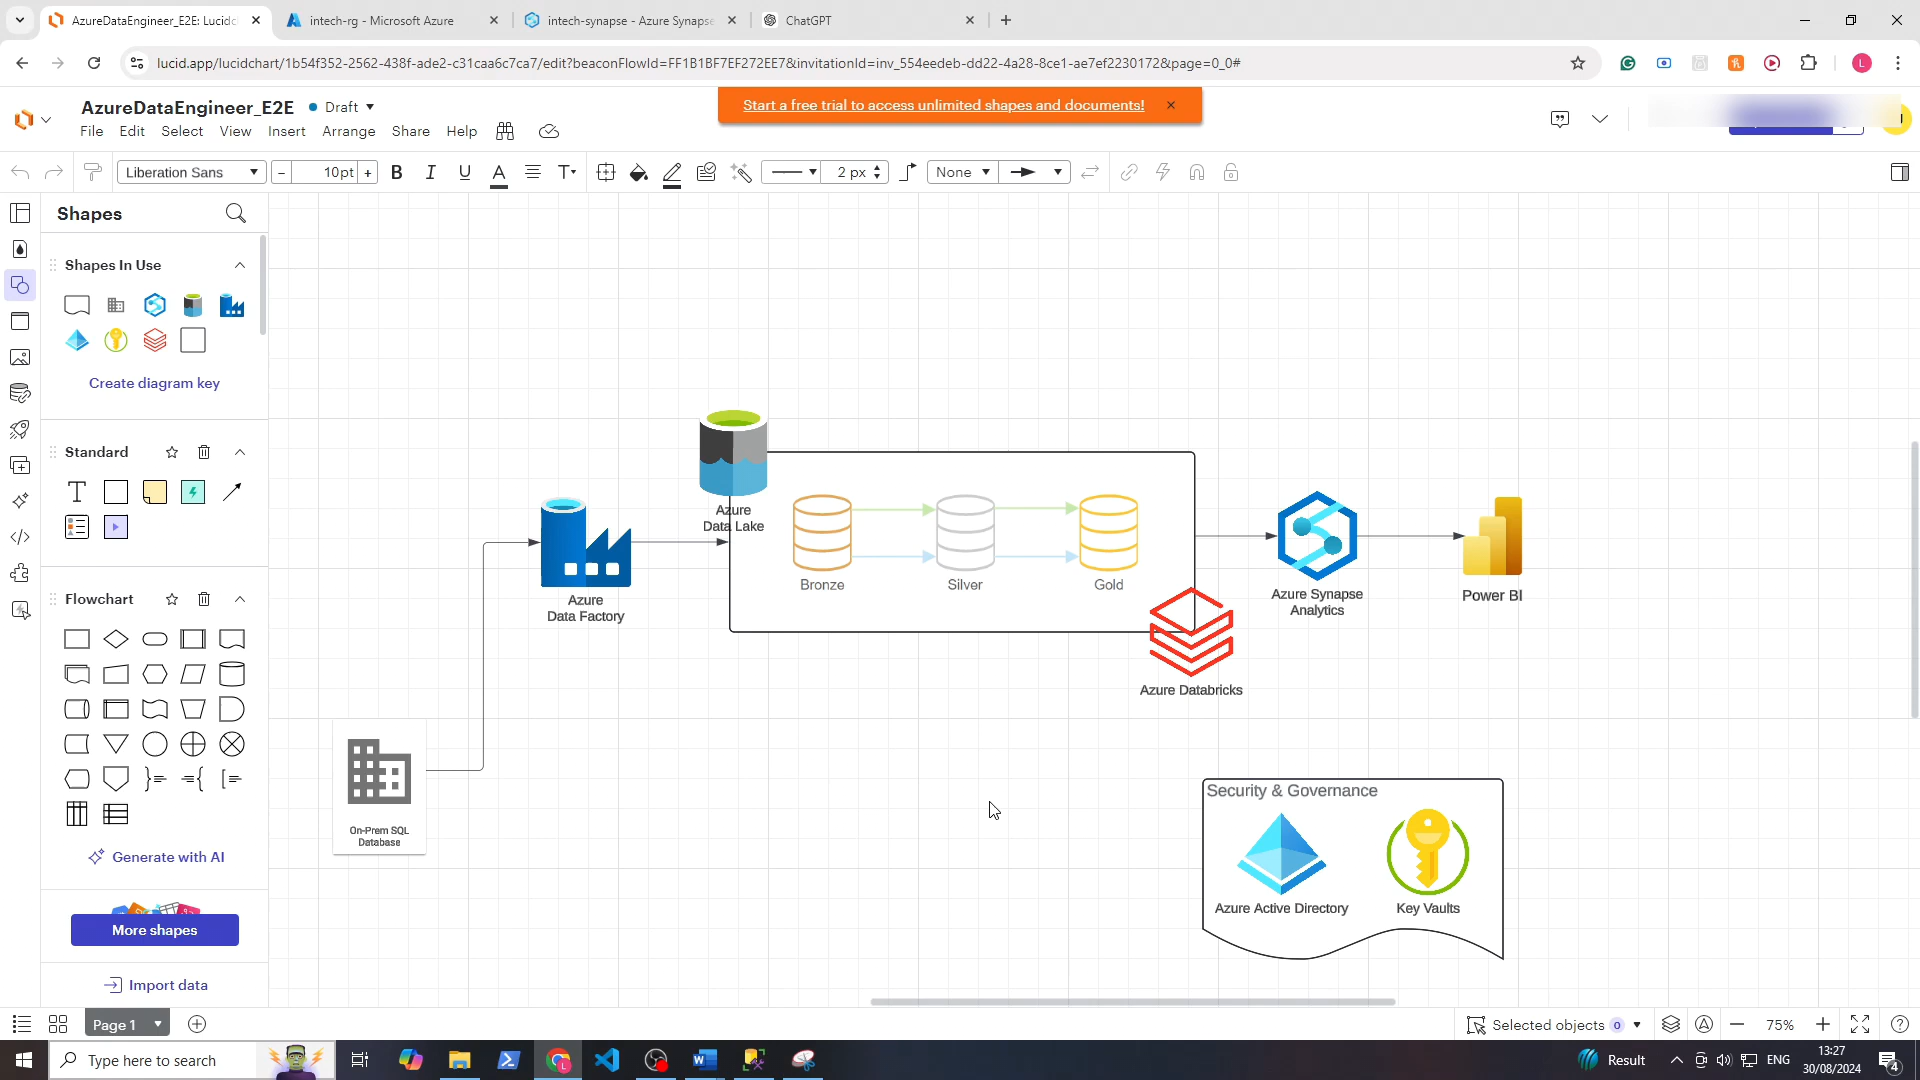 AzureDataEngineer_E2E: Lucidc
intech-rg - Microsoft Azure
intech-synapse - Azure Synapse
ChatGPT
lucid.app/lucidchart/1b54f352-2562-438f-ade2-c31caa6c7ca7/edit?beaconFlowId=FF1B1BF7EF272EE7&invitationId=inv_554eedeb-dd22-4a28-8ce1-ae7ef2230172&page=0_0#
L
AzureDataEngineer_E2E
Draft
Start a free trial to access unlimited shapes and documents!
File Edit Select View Insert Arrange Share Help
Liberation Sans
- 10 pt +
B I U A T
2 px
None
Shapes
Shapes In Use
Create diagram key
Standard
T
Flowchart
Generate with AI
More shapes
Import data
Azure
Data Lake
Bronze
Silver
Gold
Azure
Data Factory
Azure Synapse
Analytics
Power BI
Azure Databricks
On-Prem SQL
Database
Security & Governance
Azure Active Directory
Key Vaults
Page 1
Selected objects 0
75%
Type here to search
Result
ENG
13:27
30/08/2024
4